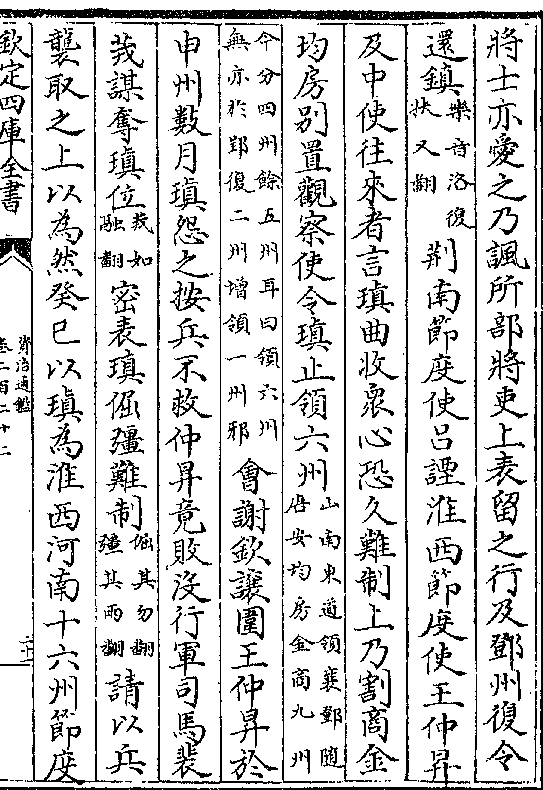 將士亦愛之乃諷所部將吏上表留之行及鄧州復令
還鎮樂音洛復扶又翻荆南節度使吕諲淮西節度使王仲昇
及中使往來者言瑱曲收衆心恐久難制上乃割商金
均房别置觀察使令瑱止領六州山南東道領襄鄧隨唐安均房金商九州
今分四州餘五州耳曰領六州無亦於郢復二州增領一州邪會謝欽讓圍王仲昇於
申州數月瑱怨之按兵不救仲昇竟敗沒行軍司馬裴
茙謀奪瑱位茙如融翻密表瑱倔彊難制倔其勿翻彊其兩翻請以兵
襲取之上以為然癸巳以瑱為淮西河南十六州節度
欽定四庫全書
資治通鑑
卷二百二十二